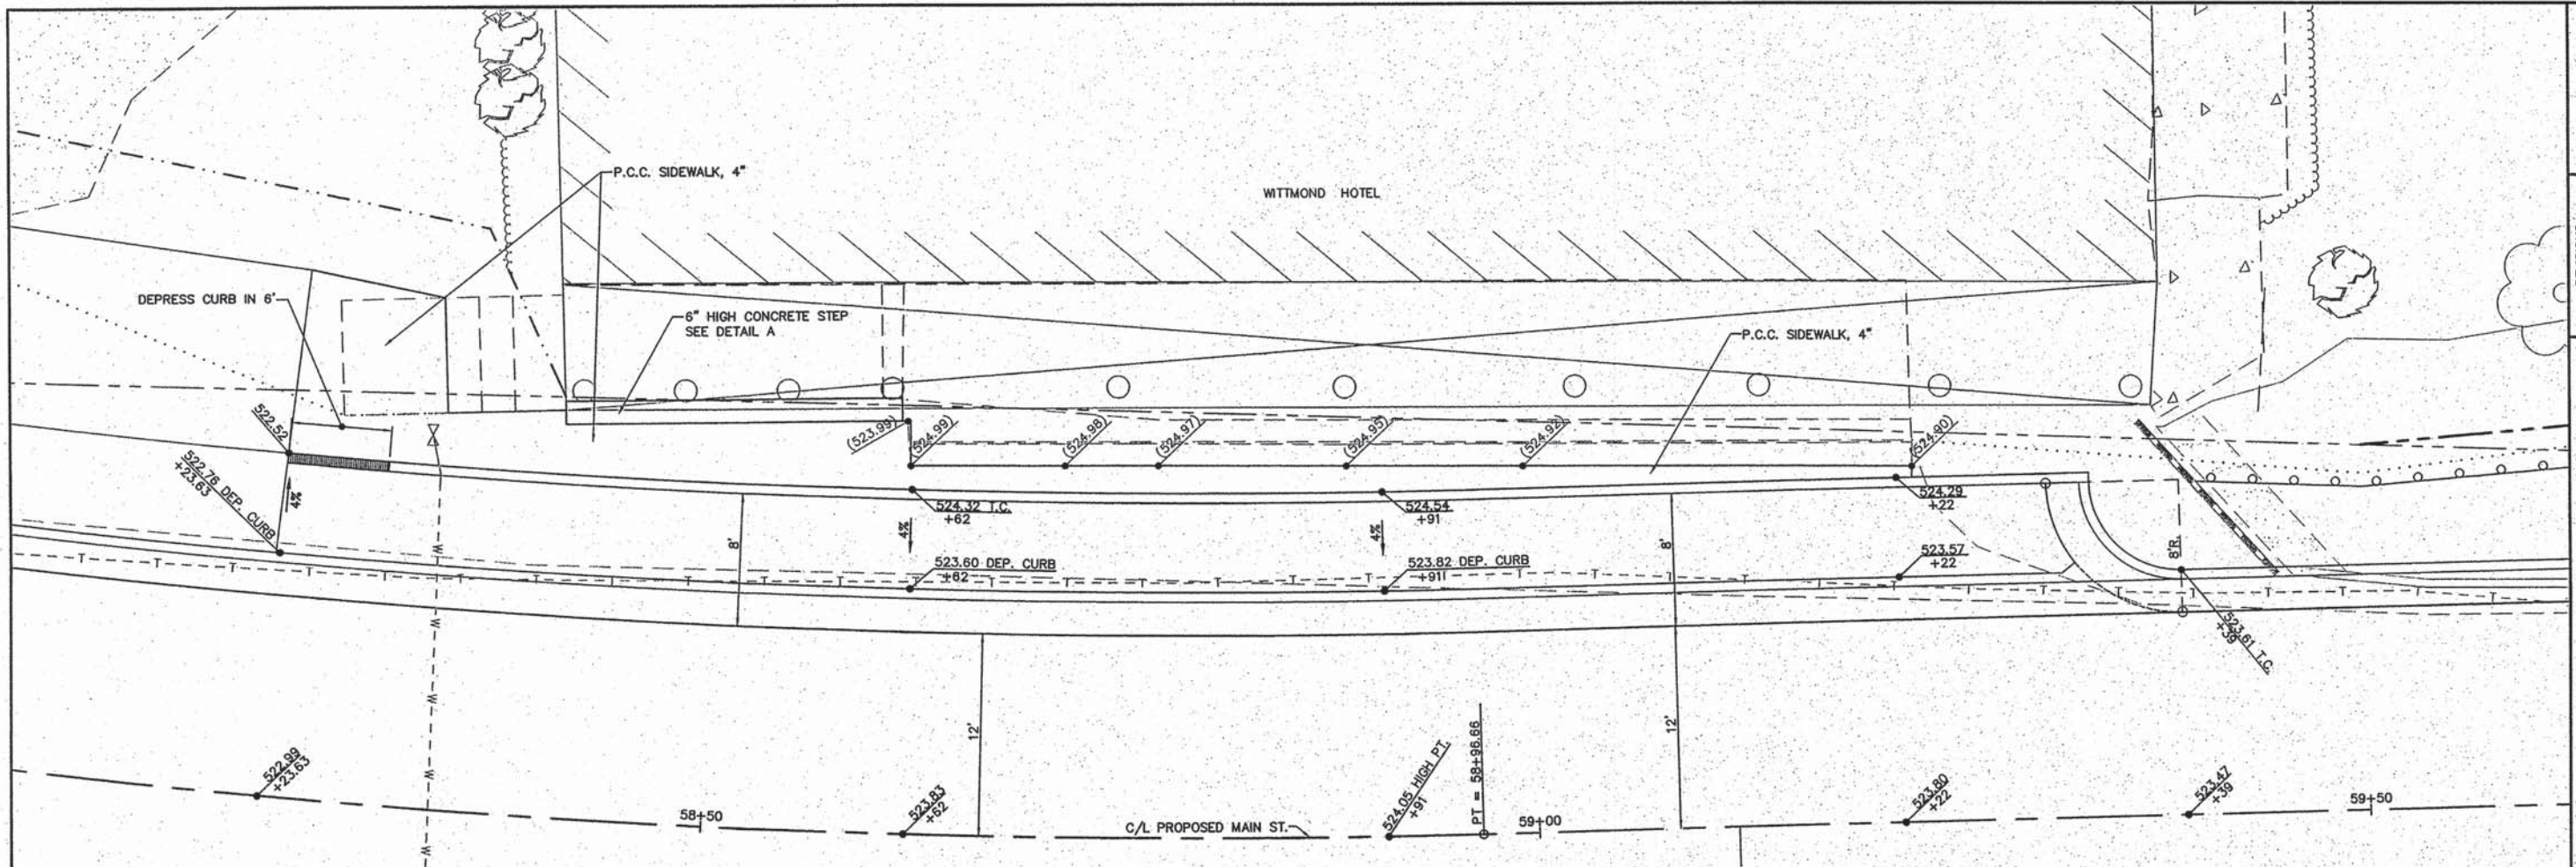 P.C.C. SIDEWALK, 4"
WITTMOND HOTEL
DEPRESS CURB IN 6'
6" HIGH CONCRETE STEP
SEE DETAIL A
P.C.C. SIDEWALK, 4"
522.52
522.76 DEP. CURB
+23.63
4%
(523.99)
(524.99)
(524.98)
(524.97)
(524.95)
(524.92)
(524.90)
524.32 T.C.
+62
524.54
+91
524.29
+22
4%
4%
8'
8'
8'R.
523.60 DEP. CURB
+62
523.82 DEP. CURB
+91
523.57
+22
523.61 T.C.
+39
W
W
W
W
T T T T T T T T T T T T T T T T T T T T T T T T T T T T
12'
12'
522.99
+23.63
58+50
523.83
+62
C/L PROPOSED MAIN ST.
524.05 HIGH PT.
+91
PT = 58+96.66
59+00
523.80
+22
523.47
+39
59+50